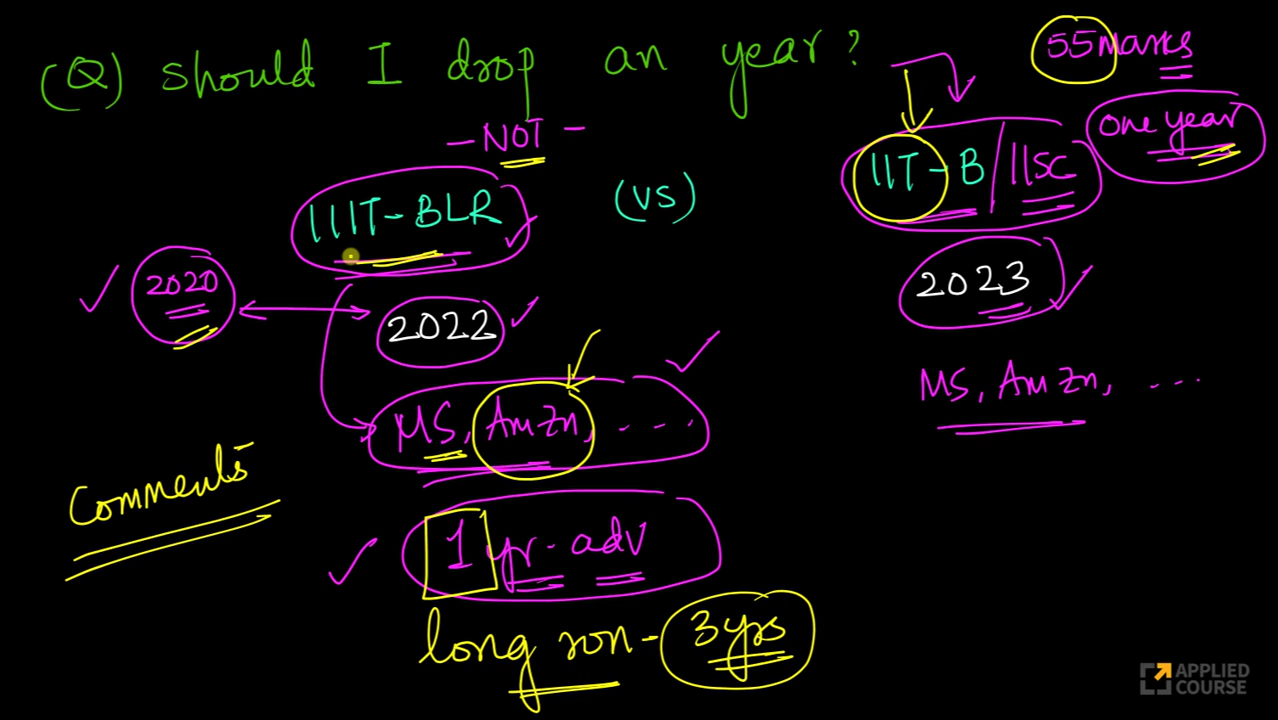 (Q) should I drop an year?
55 Marks
one year
- NOT -
IIIT-BLR
(VS)
IIT-B/IISC
2020
2022
2023
MS, Amzn, ...
MS, Amzn, ...
Comments
1 yr-adv
long ron - 3 yrs
APPLIED
COURSE